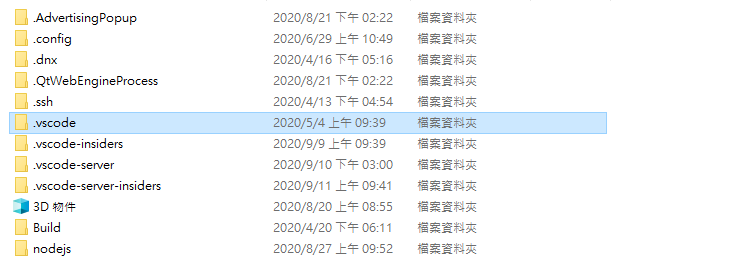 .AdvertisingPopup 2020/8/21 下午 02:22 檔案資料夾
.config 2020/6/29 上午 10:49 檔案資料夾
.dnx 2020/4/16 下午 05:16 檔案資料夾
.QtWebEngineProcess 2020/8/21 下午 02:22 檔案資料夾
.ssh 2020/4/13 下午 04:54 檔案資料夾
.vscode 2020/5/4 上午 09:39 檔案資料夾
.vscode-insiders 2020/9/9 上午 09:39 檔案資料夾
.vscode-server 2020/9/10 下午 03:00 檔案資料夾
.vscode-server-insiders 2020/9/11 上午 09:41 檔案資料夾
3D 物件 2020/8/20 上午 08:55 檔案資料夾
Build 2020/4/20 下午 06:11 檔案資料夾
nodejs 2020/8/27 上午 09:52 檔案資料夾